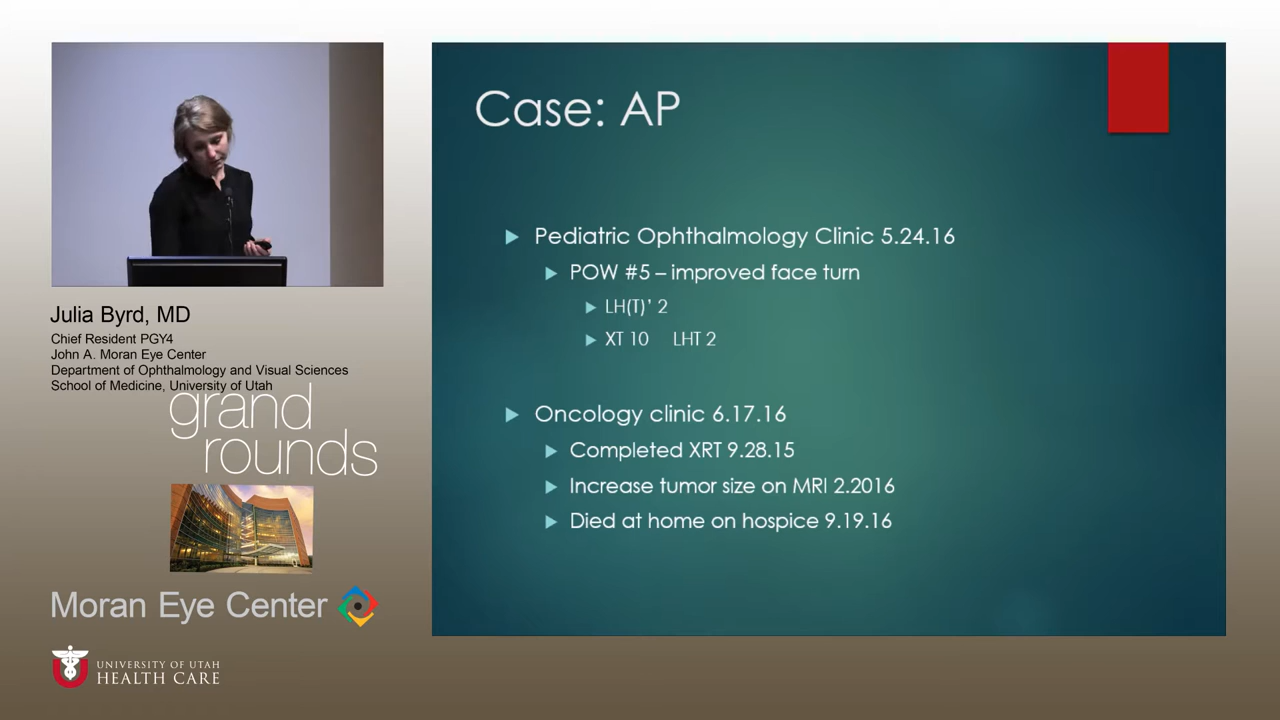 Case: AP
Pediatric Ophthalmology Clinic 5.24.16
POW #5 – improved face turn
LH(T)’ 2
XT 10 LHT 2
Oncology clinic 6.17.16
Completed XRT 9.28.15
Increase tumor size on MRI 2.2016
Died at home on hospice 9.19.16
Julia Byrd, MD
Chief Resident PGY4
John A. Moran Eye Center
Department of Ophthalmology and Visual Sciences
School of Medicine, University of Utah
grand
rounds
Moran Eye Center
UNIVERSITY OF UTAH
HEALTH CARE